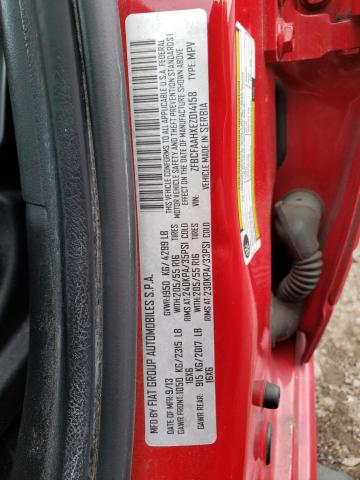 MFD BY FIAT GROUP AUTOMOBILES S.P.A.
DATE OF MFR: 9/13 GVWR: 1950 KG/ 4299 LB
GAWR FRONT: 1050 KG/2315 LB WITH: 205/55 R16 TIRES
16X6 RIMS AT: 240KPA/35PSI COLD
GAWR REAR: 915 KG/2017 LB WITH: 205/55 R16 TIRES
16X6 RIMS AT: 230KPA/33PSI COLD
THIS VEHICLE CONFORMS TO ALL APPLICABLE U.S.A. FEDERAL
MOTOR VEHICLE SAFETY AND THEFT PREVENTION STANDARDS I
N EFFECT ON THE DATE OF MANUFACTURE SHOWN ABOVE
VIN: ZFBCFAAHXEZ014158 TYPE: MPV
VEHICLE MADE IN SERBIA